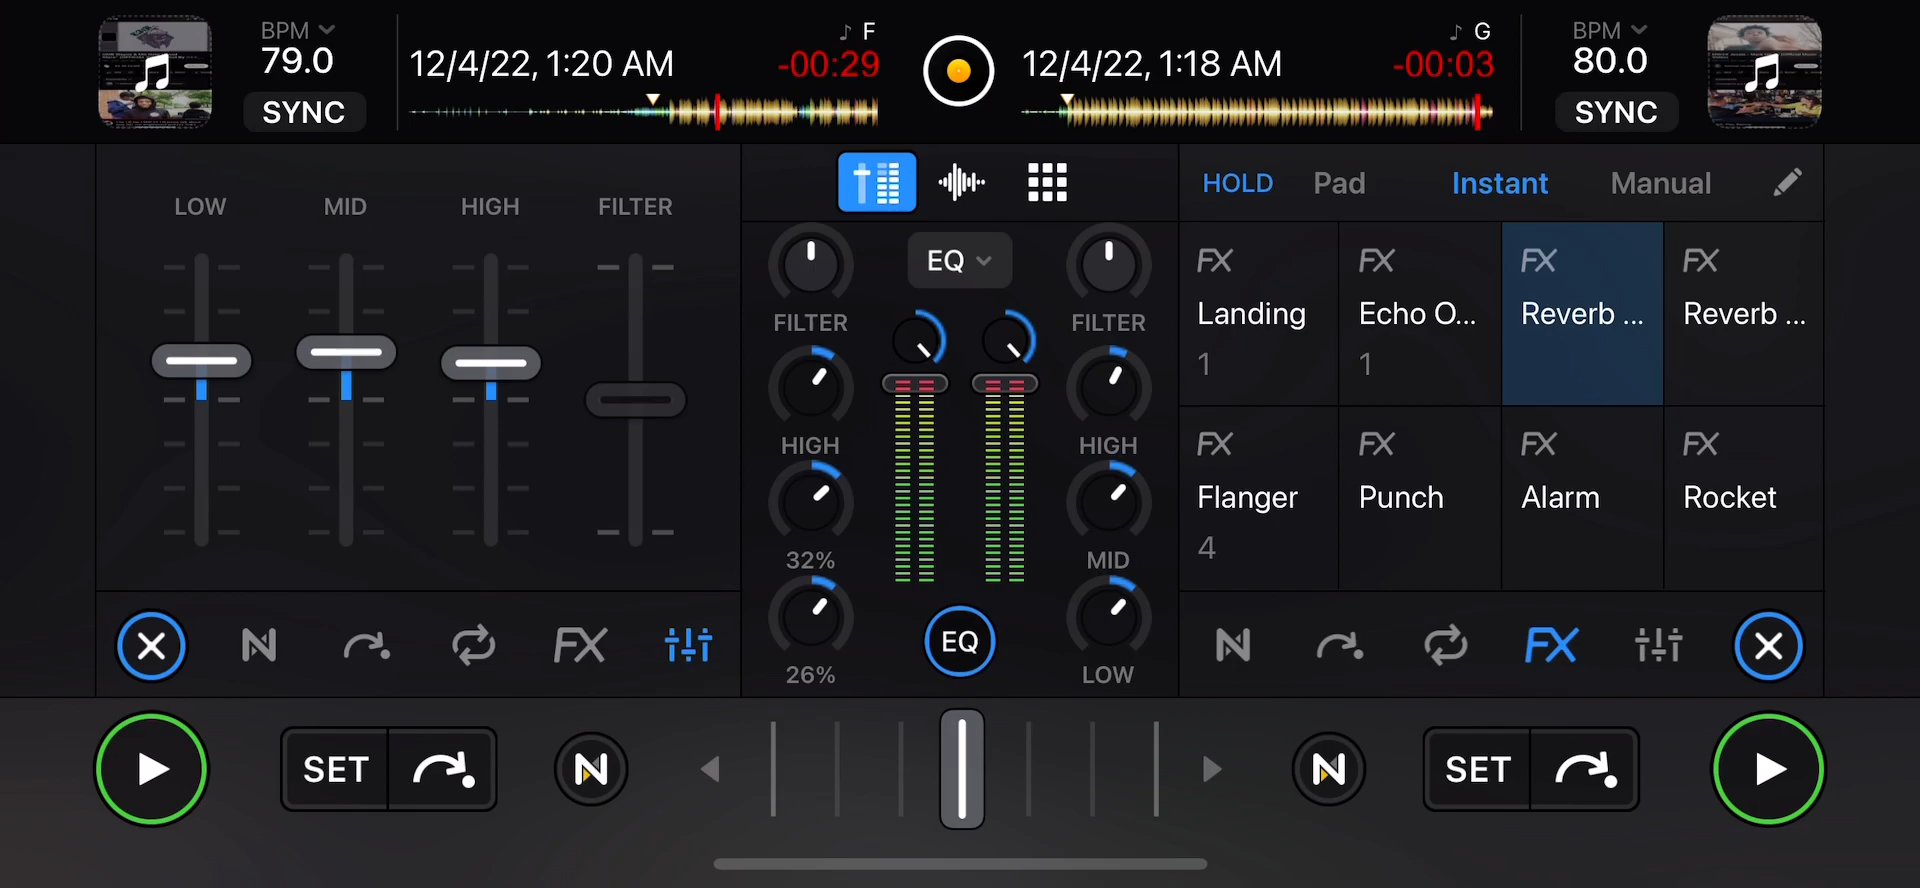 BPM
79.0
SYNC
12/4/22, 1:20 AM
♪ F
-00:29
12/4/22, 1:18 AM
♪ G
-00:03
BPM
80.0
SYNC
LOW MID HIGH FILTER
EQ
FILTER
HIGH
32%
26%
FILTER
HIGH
MID
LOW
EQ
HOLD Pad Instant Manual
FX FX FX FX
Landing Echo O... Reverb ... Reverb ...
1 1
FX FX FX FX
Flanger Punch Alarm Rocket
4
N FX
N FX
SET N
N SET